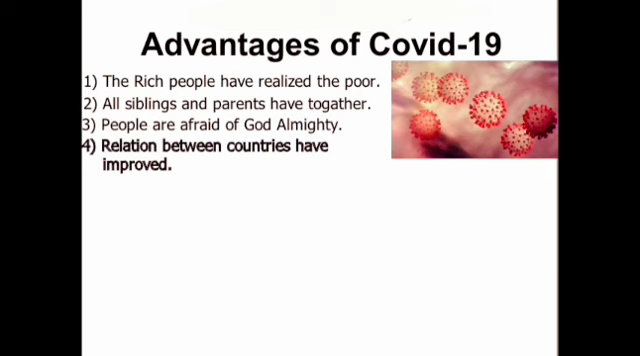 Advantages of Covid-19
1) The Rich people have realized the poor.
2) All siblings and parents have togather.
3) People are afraid of God Almighty.
4) Relation between countries have
improved.